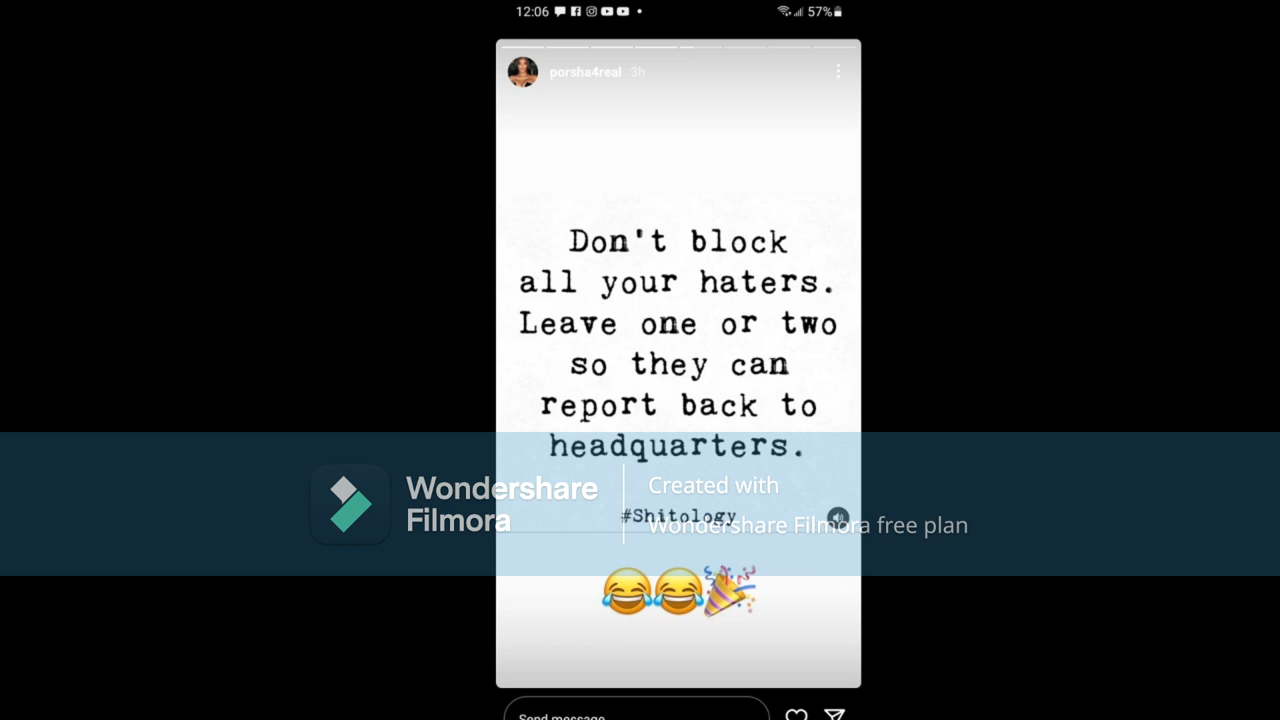 12:06
57%
porsha4real 3h
Don't block
all your haters.
Leave one or two
so they can
report back to
headquarters.
#Shitology
Wondershare
Filmora
Created with
Wondershare Filmora free plan
Send message